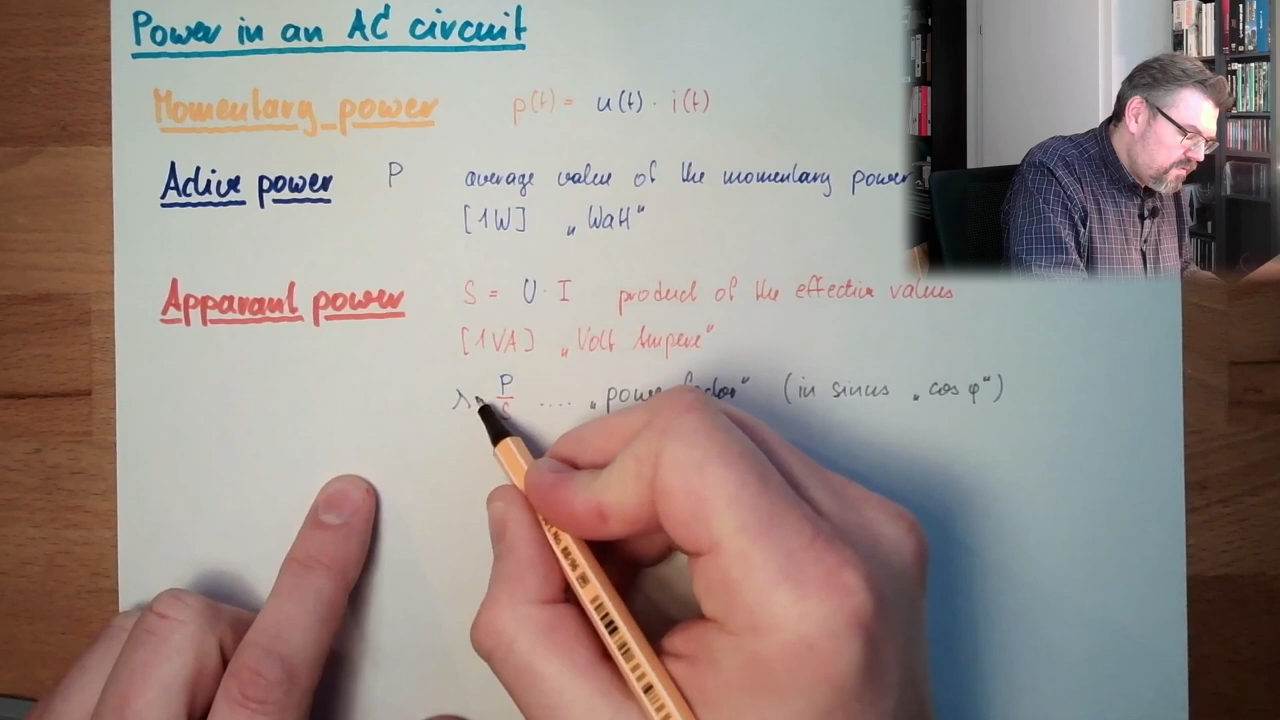 Power in an AC circuit
Momentary power p(t) = u(t) · i(t)
Active power P average value of the momentary power
[1W] „Watt“
Apparant power S = U · I product of the effective values
[1VA] „Volt Ampere“
λ = P/S .... „power factor“ (in sinus „cos φ“)